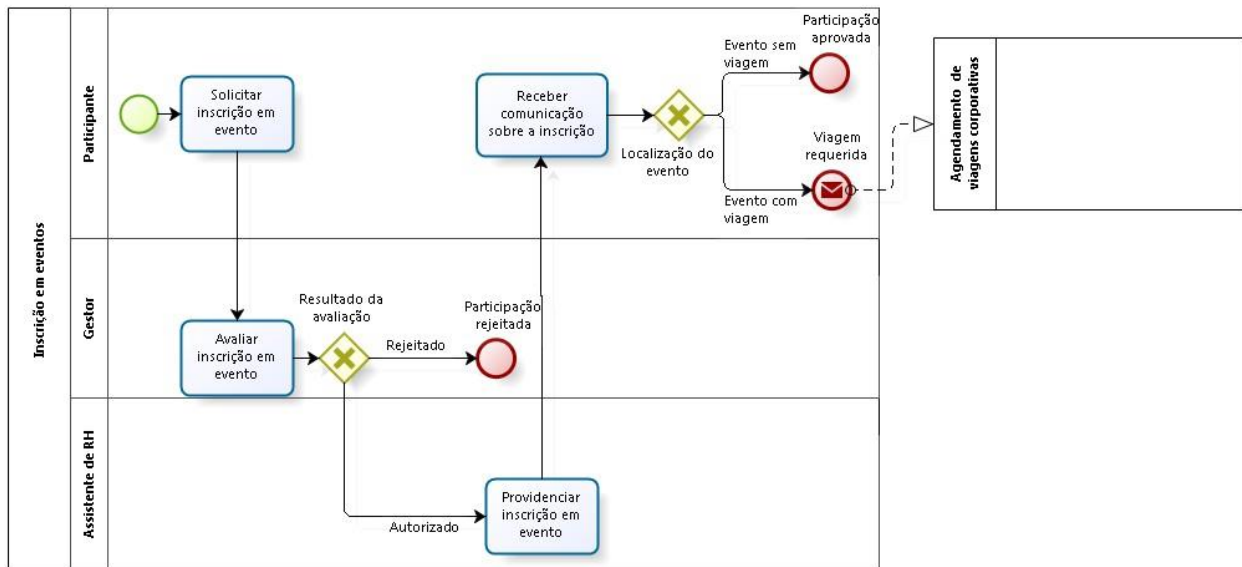 Inscrição em eventos
Participante
Solicitar
inscrição em
evento
Receber
comunicação
sobre a inscrição
Localização do
evento
Evento sem
viagem
Participação
aprovada
Evento com
viagem
Viagem
requerida
Agendamento de
viagens corporativas
Gestor
Avaliar
inscrição em
evento
Resultado da
avaliação
Rejeitado
Participação
rejeitada
Assistente de RH
Autorizado
Providenciar
inscrição em
evento